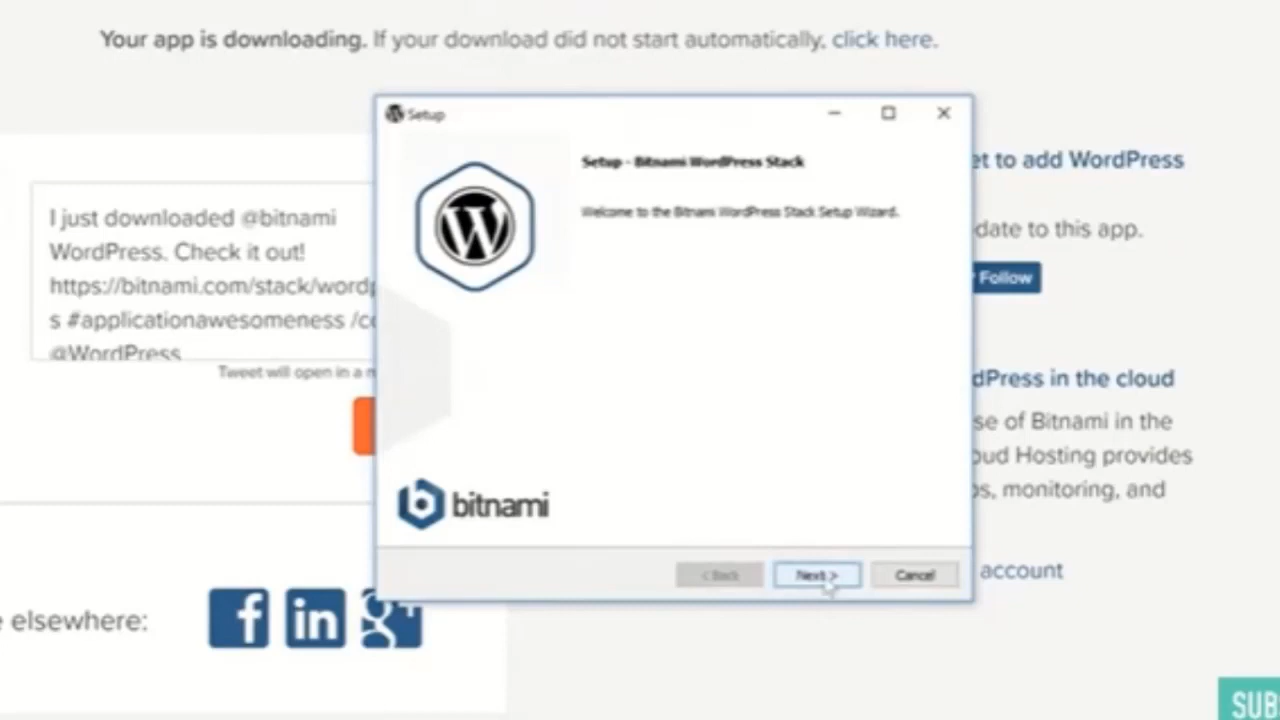 Your app is downloading. If your download did not start automatically, click here.
Setup
Setup - Bitnami WordPress Stack
Welcome to the Bitnami WordPress Stack Setup Wizard.
I just downloaded @bitnami
WordPress. Check it out!
https://bitnami.com/stack/wordp
s #applicationawesomeness /co
@WordPress
Tweet will open in a n
et to add WordPress
date to this app.
Follow
dPress in the cloud
se of Bitnami in the
oud Hosting provides
os, monitoring, and
account
bitnami
< Back
Next >
Cancel
e elsewhere:
f
in
g+
SUB